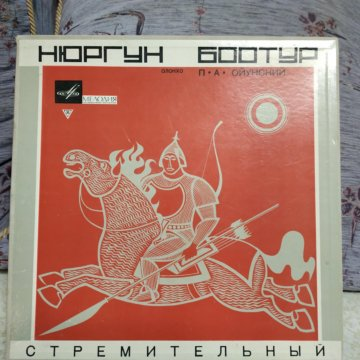 НЮРГУН БООТУР
олонхо П·А· ОЙУНСКИЙ
МЕЛОДИЯ
СТРЕМИТЕЛЬНЫЙ